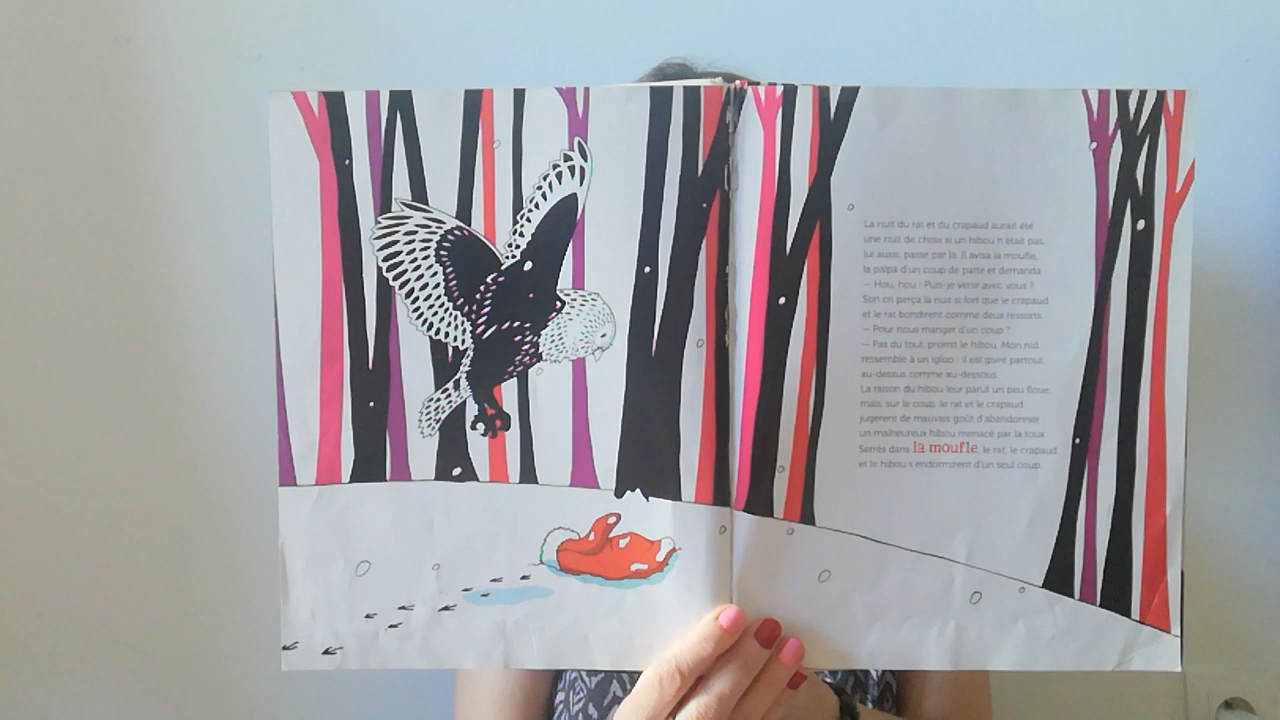 La nuit du rat et du crapaud aurait été
une nuit de choix si un hibou n'était pas,
lui aussi, passé par là. Il avisa la moufle,
la palpa d'un coup de patte et demanda :
— Hou, hou ! Puis-je venir avec vous ?
Son cri perça la nuit si fort que le crapaud
et le rat bondirent comme deux ressorts.
— Pour nous manger d'un coup ?
— Pas du tout, promit le hibou. Mon nid
ressemble à un igloo : il est givré partout,
au-dessus comme au-dessous.
La raison du hibou leur parut un peu floue,
mais, sur le coup, le rat et le crapaud
jugèrent de mauvais goût d'abandonner
un malheureux hibou menacé par la toux.
Serrés dans la moufle, le rat, le crapaud
et le hibou s'endormirent d'un seul coup.